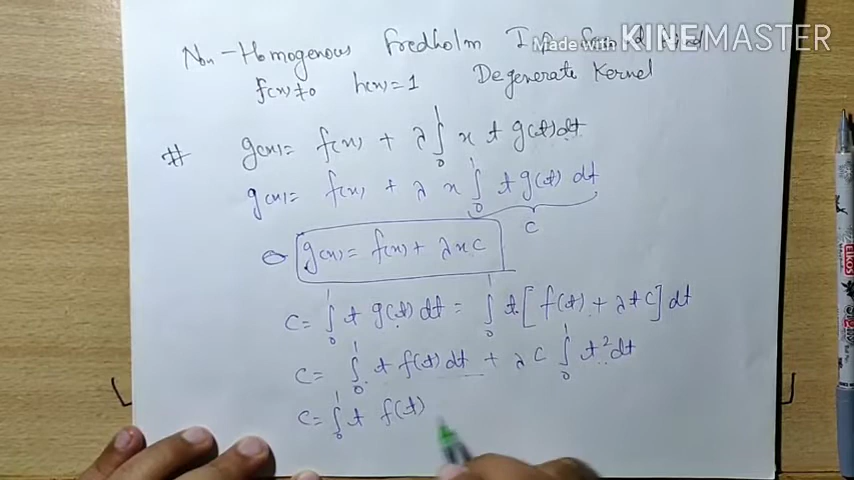 Made with KINEMASTER
Non-Homogenous Fredholm
f(x)≠0 h(x)=1 Degenerate Kernel
# g(x)= f(x) + λ ∫₀¹ x t g(t)dt
g(x)= f(x) + λ x ∫₀¹ t g(t) dt
C
g(x)= f(x) + λxC
C= ∫₀¹ t g(t) dt = ∫₀¹ t[f(t) + λtC] dt
C= ∫₀¹ t f(t) dt + λC ∫₀¹ t² dt
C= ∫₀¹ t f(t)
ELKOS